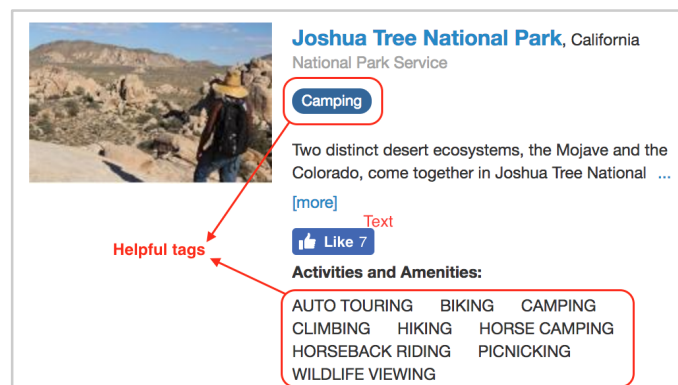 Joshua Tree National Park, California
National Park Service
Camping
Two distinct desert ecosystems, the Mojave and the
Colorado, come together in Joshua Tree National ...
[more]
Text
Like 7
Helpful tags
Activities and Amenities:
AUTO TOURING BIKING CAMPING
CLIMBING HIKING HORSE CAMPING
HORSEBACK RIDING PICNICKING
WILDLIFE VIEWING